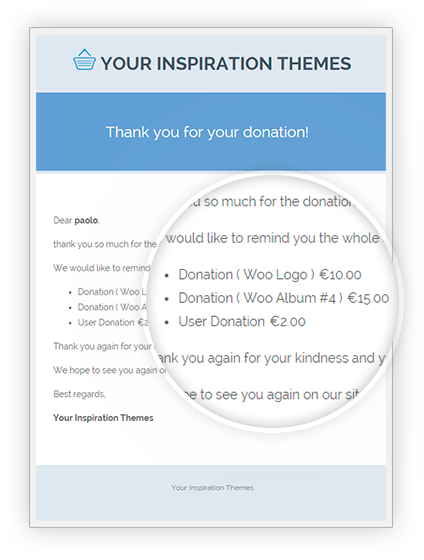 YOUR INSPIRATION THEMES
Thank you for your donation!
Dear paolo,
thank you so much for the
We would like to remind
Donation ( Woo L
Donation ( Woo A
User Donation €2
Thank you again for your
We hope to see you again o
Best regards,
Your Inspiration Themes
u so much for the donation
would like to remind you the whole
• Donation ( Woo Logo ) €10.00
• Donation ( Woo Album #4 ) €15.00
• User Donation €2.00
ank you again for your kindness and y
e to see you again on our sit
Your Inspiration Themes